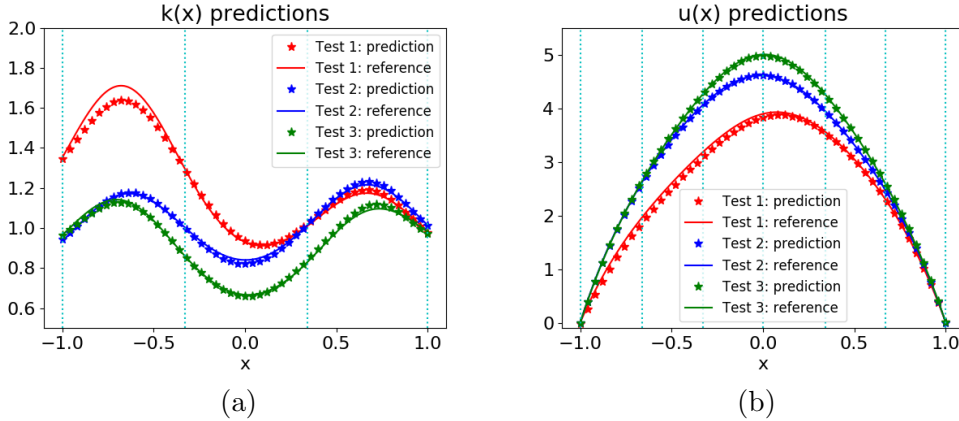 k(x) predictions
2.0
1.8
1.6
1.4
1.2
1.0
0.8
0.6
−1.0
−0.5
0.0
0.5
1.0
x
Test 1: prediction
Test 1: reference
Test 2: prediction
Test 2: reference
Test 3: prediction
Test 3: reference
(a)
u(x) predictions
5
4
3
2
1
0
−1.0
−0.5
0.0
0.5
1.0
x
Test 1: prediction
Test 1: reference
Test 2: prediction
Test 2: reference
Test 3: prediction
Test 3: reference
(b)